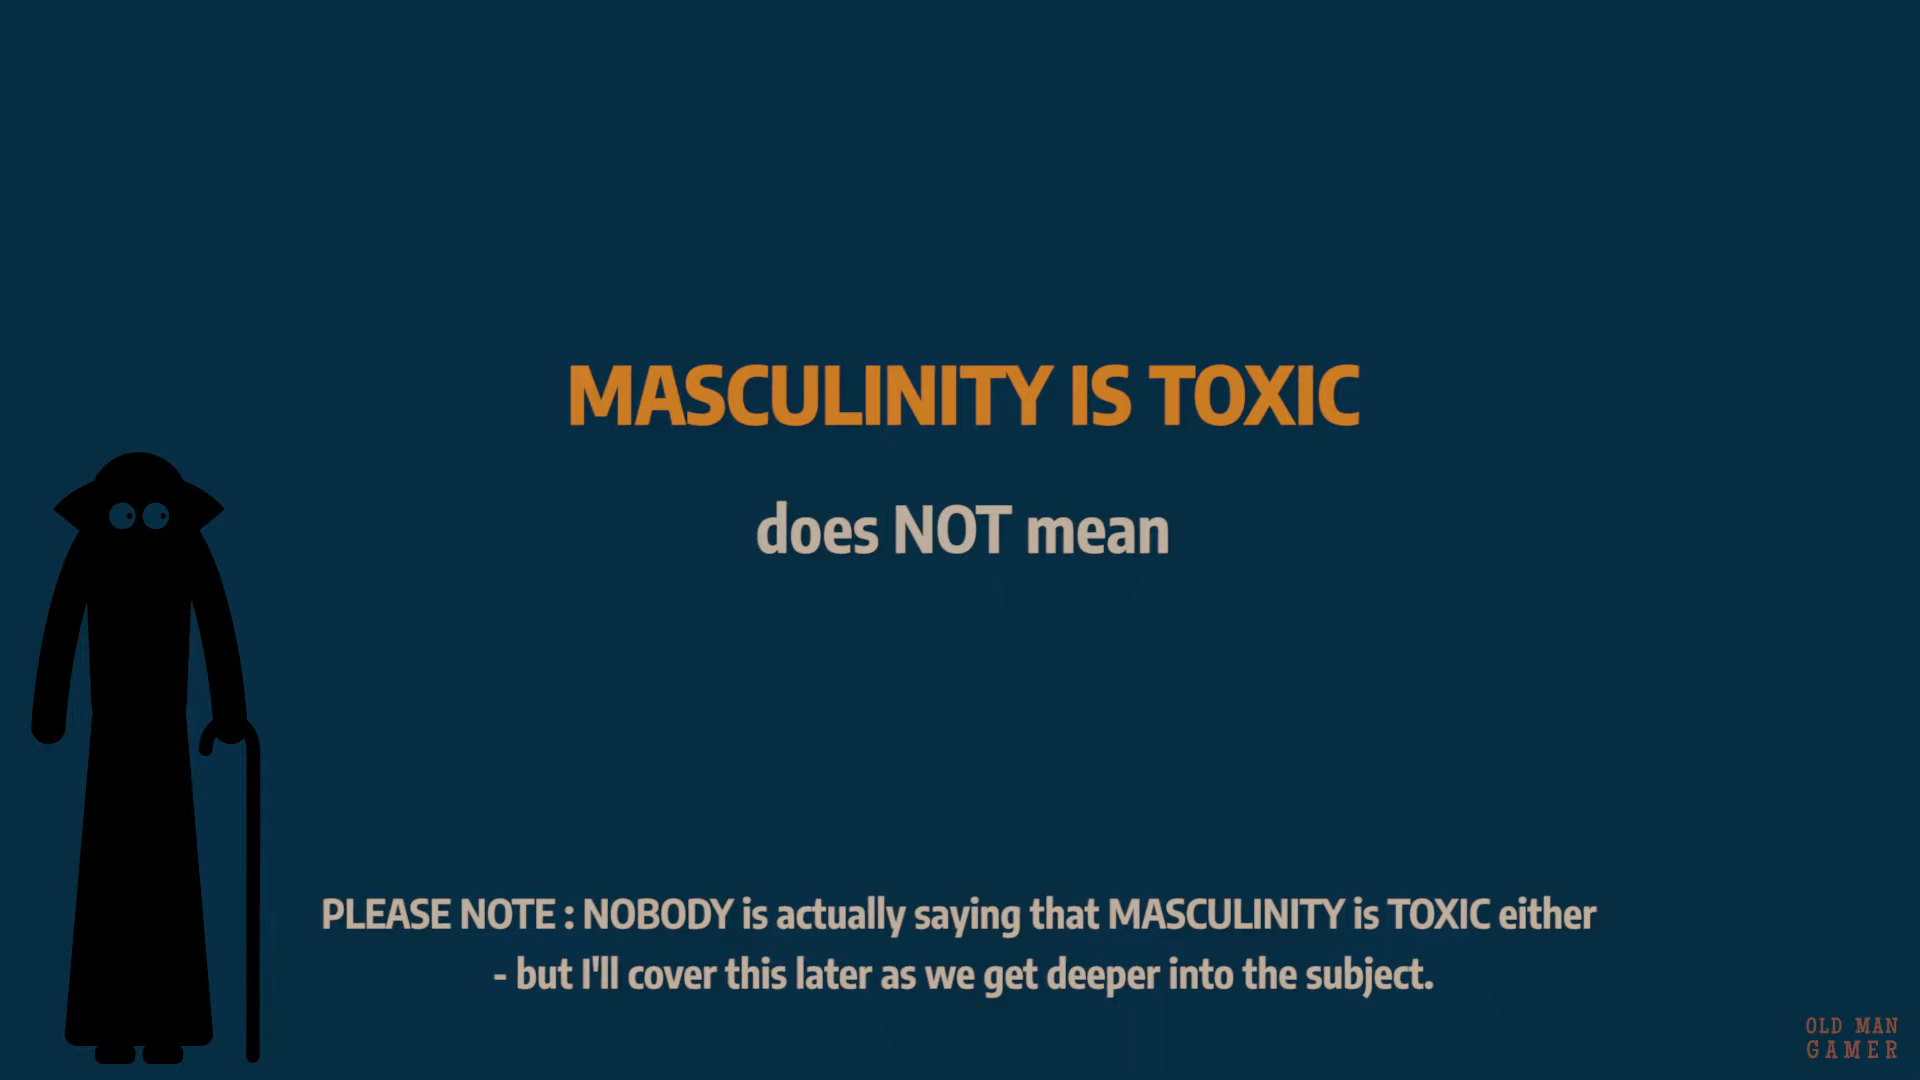 MASCULINITY IS TOXIC
does NOT mean
PLEASE NOTE : NOBODY is actually saying that MASCULINITY is TOXIC either
- but I'll cover this later as we get deeper into the subject.
OLD MAN
GAMER